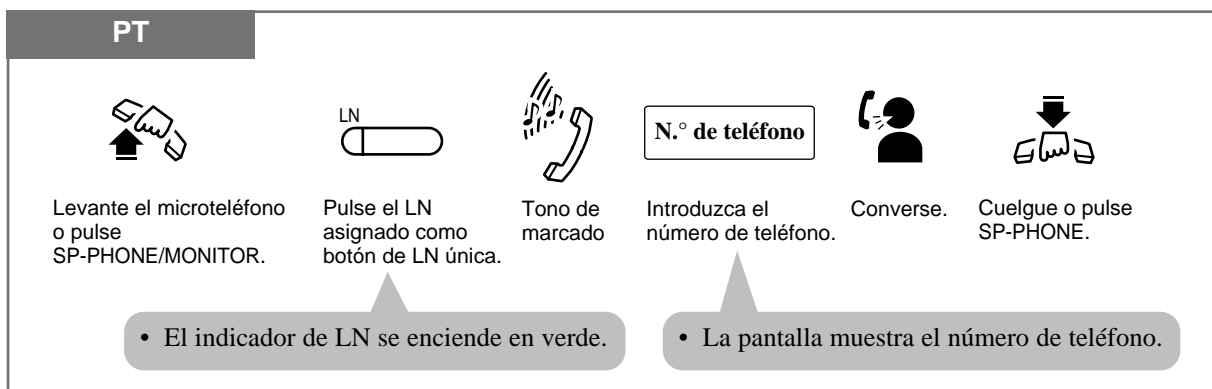 PT
LN
N.° de teléfono
Levante el microteléfono
o pulse
SP-PHONE/MONITOR.
Pulse el LN
asignado como
botón de LN única.
Tono de
marcado
Introduzca el
número de teléfono.
Converse.
Cuelgue o pulse
SP-PHONE.
• El indicador de LN se enciende en verde.
• La pantalla muestra el número de teléfono.